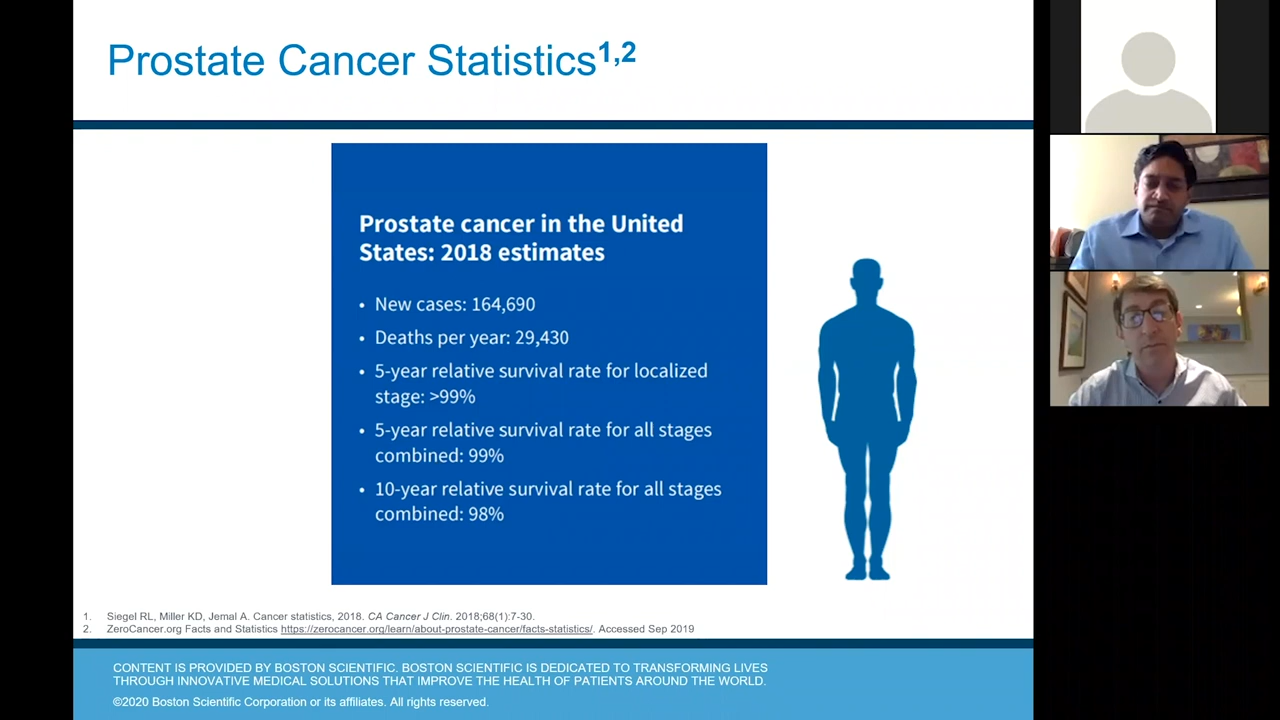 Prostate Cancer Statistics1,2
Prostate cancer in the United
States: 2018 estimates
• New cases: 164,690
• Deaths per year: 29,430
• 5-year relative survival rate for localized
stage: >99%
• 5-year relative survival rate for all stages
combined: 99%
• 10-year relative survival rate for all stages
combined: 98%
1. Siegel RL, Miller KD, Jemal A. Cancer statistics, 2018. CA Cancer J Clin. 2018;68(1):7-30.
2. ZeroCancer.org Facts and Statistics https://zerocancer.org/learn/about-prostate-cancer/facts-statistics/. Accessed Sep 2019
CONTENT IS PROVIDED BY BOSTON SCIENTIFIC. BOSTON SCIENTIFIC IS DEDICATED TO TRANSFORMING LIVES
THROUGH INNOVATIVE MEDICAL SOLUTIONS THAT IMPROVE THE HEALTH OF PATIENTS AROUND THE WORLD.
©2020 Boston Scientific Corporation or its affiliates. All rights reserved.